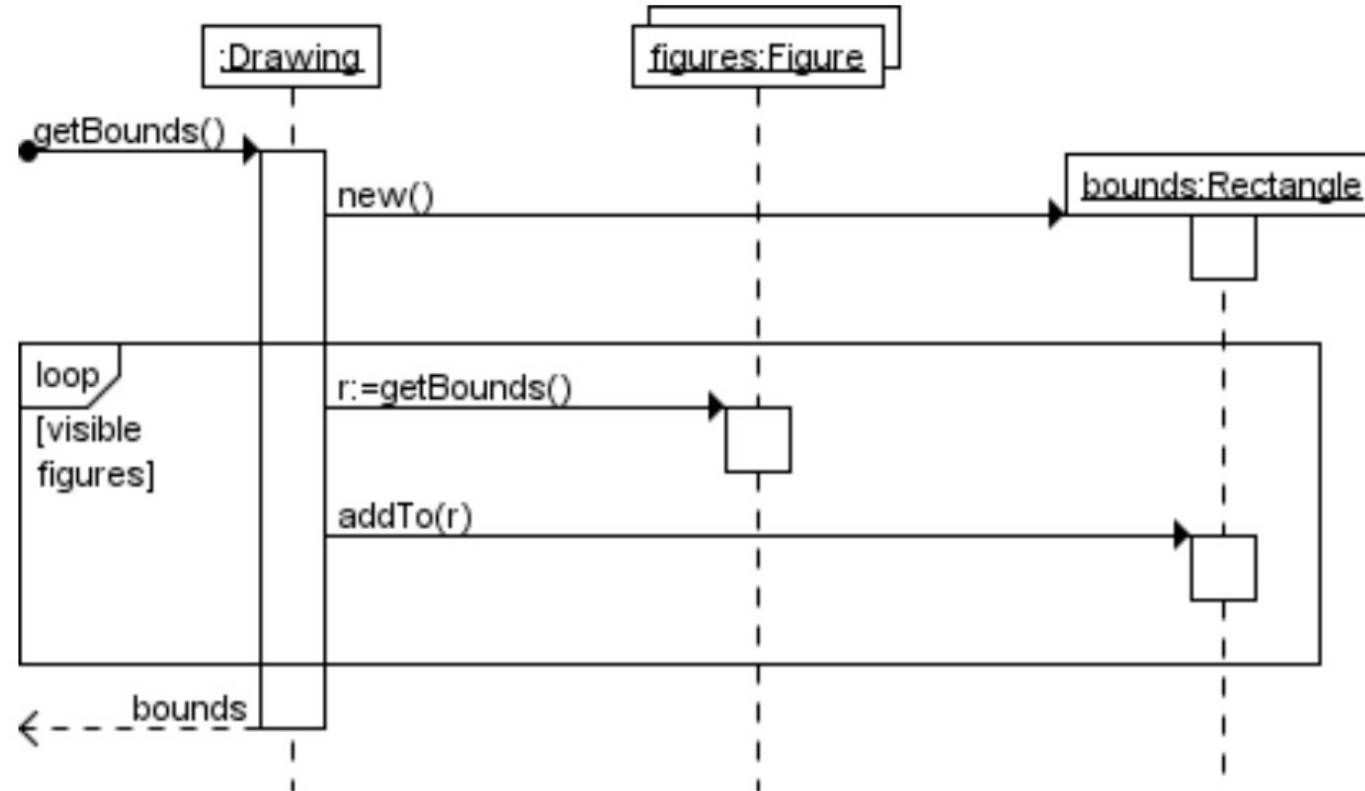 :Drawing
figures:Figure
getBounds()
new()
bounds:Rectangle
loop
[visible
figures]
r:=getBounds()
addTo(r)
bounds